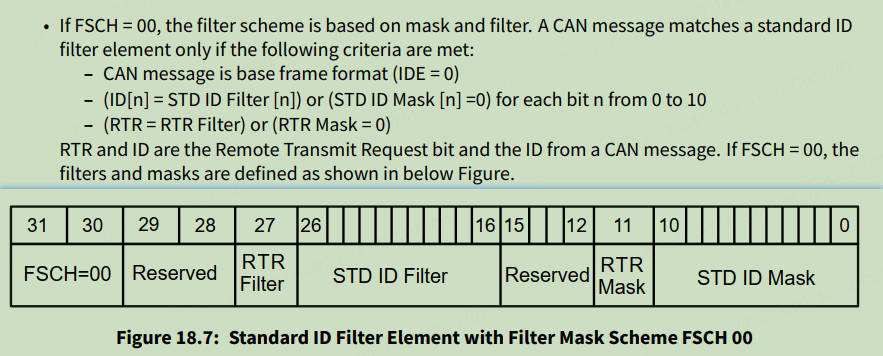 • If FSCH = 00, the filter scheme is based on mask and filter. A CAN message matches a standard ID
filter element only if the following criteria are met:
– CAN message is base frame format (IDE = 0)
– (ID[n] = STD ID Filter [n]) or (STD ID Mask [n] =0) for each bit n from 0 to 10
– (RTR = RTR Filter) or (RTR Mask = 0)
RTR and ID are the Remote Transmit Request bit and the ID from a CAN message. If FSCH = 00, the
filters and masks are defined as shown in below Figure.
31 30 29 28 27 26 16 15 12 11 10 0
FSCH=00 Reserved RTR Filter STD ID Filter Reserved RTR Mask STD ID Mask
Figure 18.7: Standard ID Filter Element with Filter Mask Scheme FSCH 00